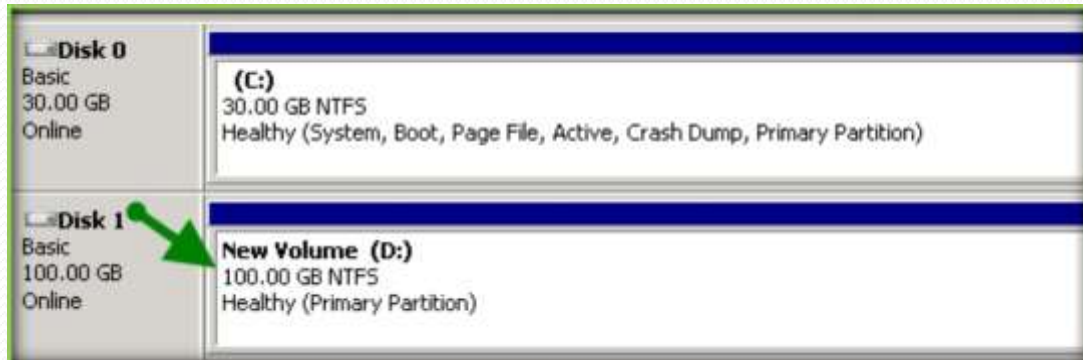 Disk 0
Basic
30.00 GB
Online
(C:)
30.00 GB NTFS
Healthy (System, Boot, Page File, Active, Crash Dump, Primary Partition)
Disk 1
Basic
100.00 GB
Online
New Volume (D:)
100.00 GB NTFS
Healthy (Primary Partition)